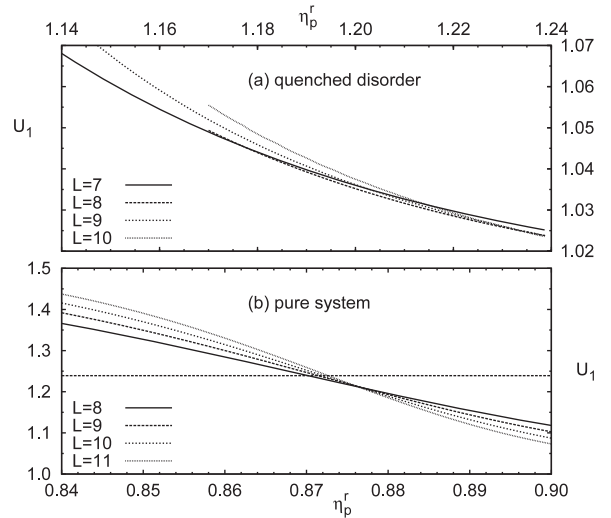 1.14 1.16 1.18 η_p^r 1.20 1.22 1.24
1.07
(a) quenched disorder
1.06
U₁
1.05
1.04
L=7
L=8
L=9
L=10
1.03
1.02
1.5
(b) pure system
1.4
1.3
U₁
1.2
L=8
L=9
L=10
L=11
1.1
1.0
0.84 0.85 0.86 0.87 η_p^r 0.88 0.89 0.90